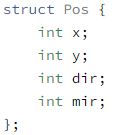 struct Pos {
    int x;
    int y;
    int dir;
    int mir;
};